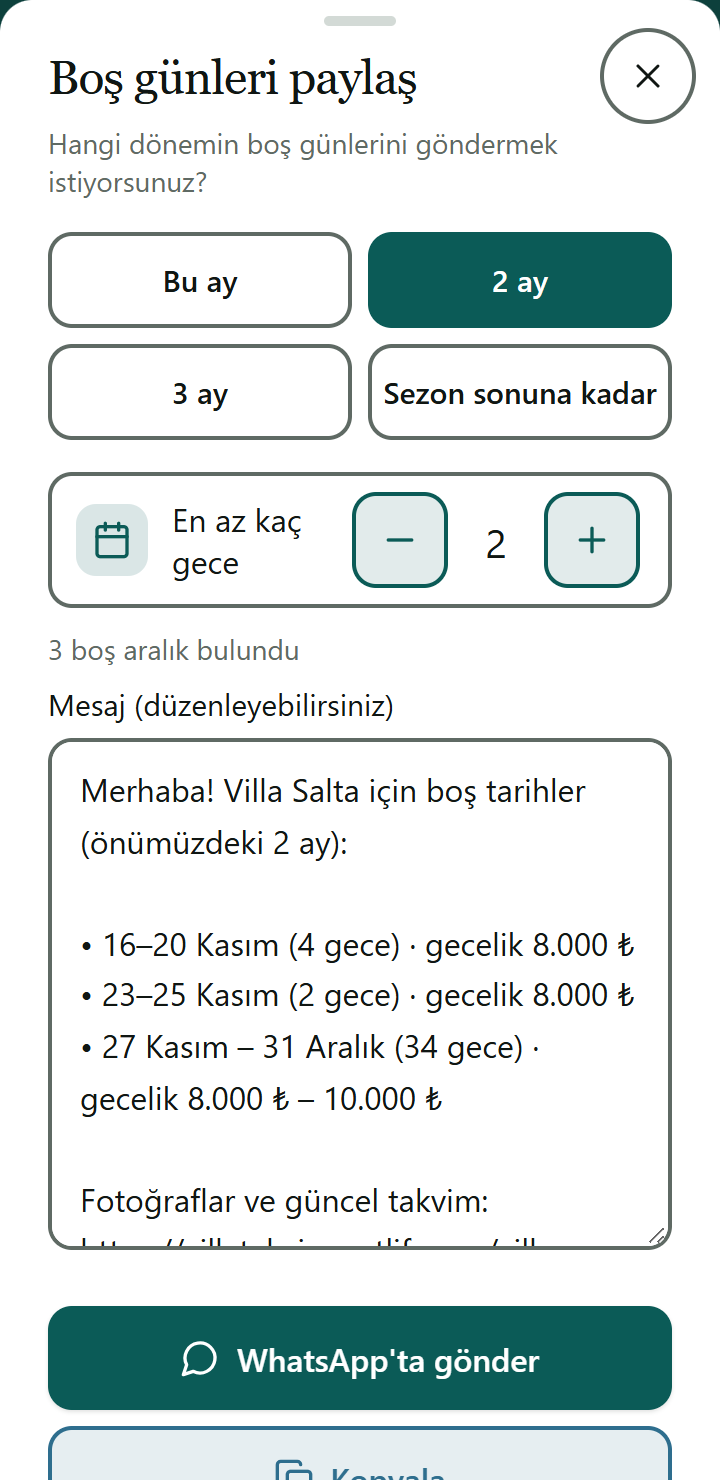 Boş günleri paylaş
Hangi dönemin boş günlerini göndermek
istiyorsunuz?
Bu ay
2 ay
3 ay
Sezon sonuna kadar
En az kaç
gece
2
3 boş aralık bulundu
Mesaj (düzenleyebilirsiniz)
Merhaba! Villa Salta için boş tarihler
(önümüzdeki 2 ay):
• 16–20 Kasım (4 gece) · gecelik 8.000 ₺
• 23–25 Kasım (2 gece) · gecelik 8.000 ₺
• 27 Kasım – 31 Aralık (34 gece) ·
gecelik 8.000 ₺ – 10.000 ₺
Fotoğraflar ve güncel takvim:
WhatsApp'ta gönder
Kopyala